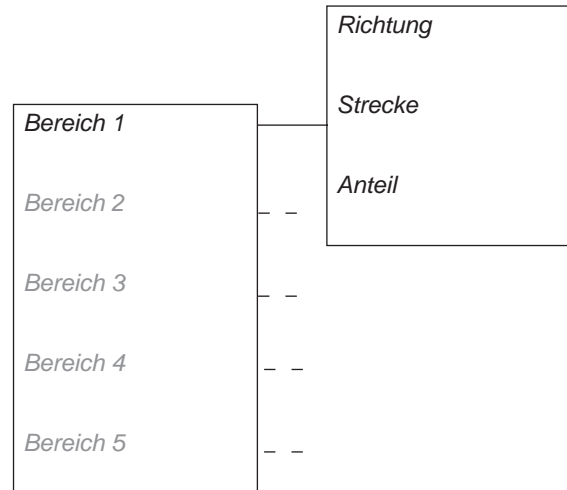 Richtung
Strecke
Anteil
Bereich 1
Bereich 2
Bereich 3
Bereich 4
Bereich 5